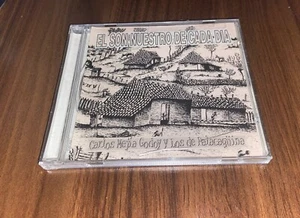 EL SON NUESTRO DE CADA DIA
Carlos Mejía Godoy y Los de Palacagüina